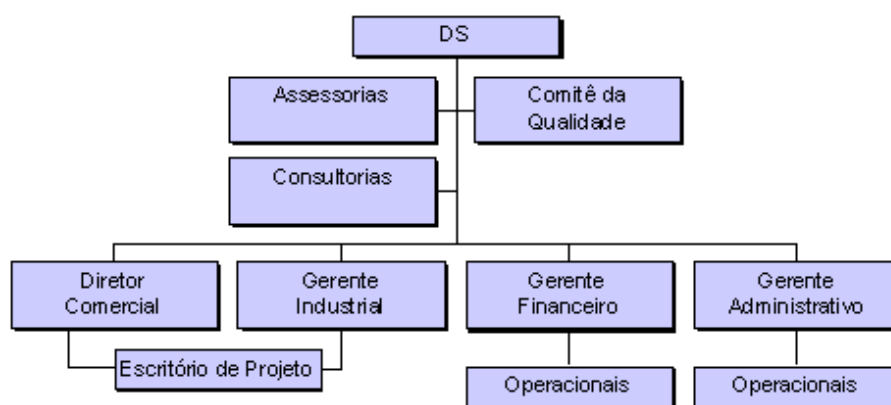 DS
Assessorias
Comitê da
Qualidade
Consultorias
Diretor
Comercial
Gerente
Industrial
Gerente
Financeiro
Gerente
Administrativo
Escritório de Projeto
Operacionais
Operacionais